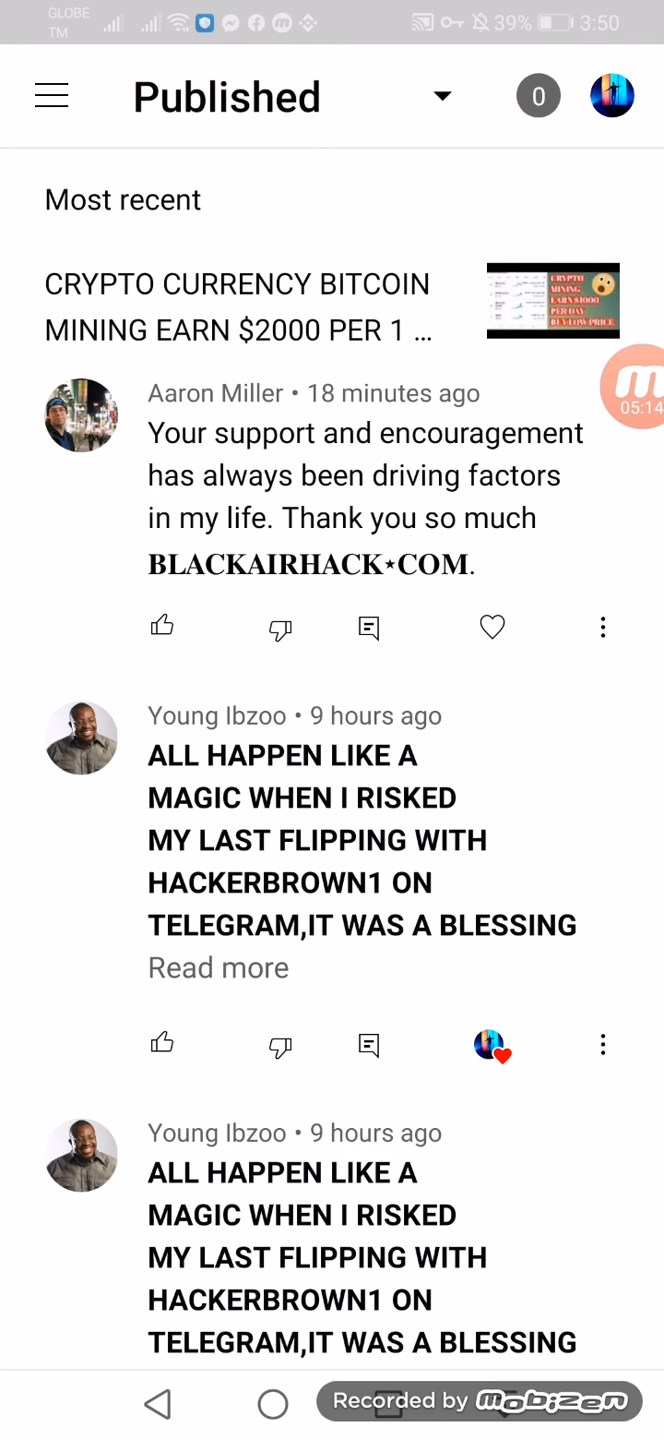 GLOBE
TM
39% 3:50
Published
0
Most recent
CRYPTO CURRENCY BITCOIN
MINING EARN $2000 PER 1 ...
CRYPTO
MINING
EARN $1000
PER DAY
BUY LOW PRICE
Aaron Miller • 18 minutes ago
05:14
Your support and encouragement
has always been driving factors
in my life. Thank you so much
𝐁𝐋𝐀𝐂𝐊𝐀𝐈𝐑𝐇𝐀𝐂𝐊⋆𝐂𝐎𝐌.
Young Ibzoo • 9 hours ago
ALL HAPPEN LIKE A
MAGIC WHEN I RISKED
MY LAST FLIPPING WITH
HACKERBROWN1 ON
TELEGRAM,IT WAS A BLESSING
Read more
Young Ibzoo • 9 hours ago
ALL HAPPEN LIKE A
MAGIC WHEN I RISKED
MY LAST FLIPPING WITH
HACKERBROWN1 ON
TELEGRAM,IT WAS A BLESSING
Recorded by mobizen